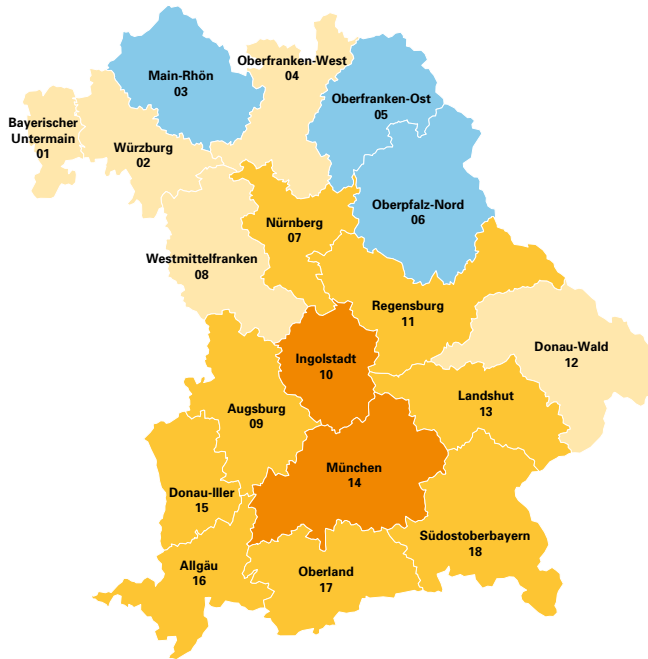 Oberfranken-West
04
Main-Rhön
03
Oberfranken-Ost
05
Bayerischer
Untermain
01
Würzburg
02
Oberpfalz-Nord
06
Nürnberg
07
Westmittelfranken
08
Regensburg
11
Donau-Wald
12
Ingolstadt
10
Landshut
13
Augsburg
09
München
14
Donau-Iller
15
Südostoberbayern
18
Allgäu
16
Oberland
17